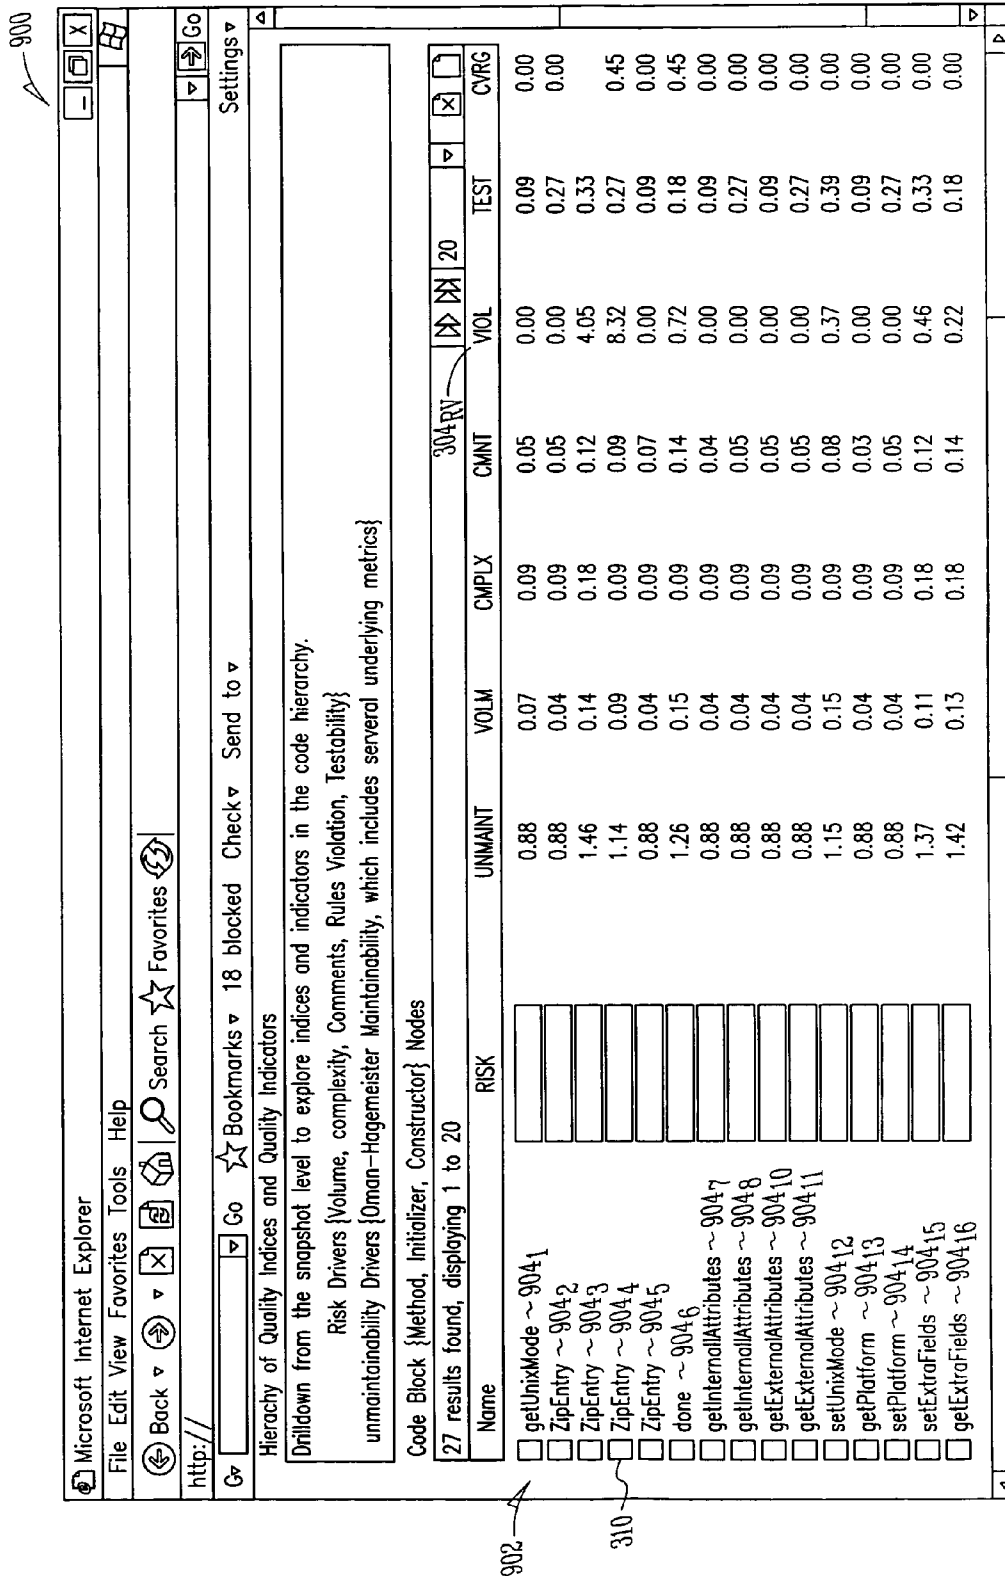 900
Microsoft Internet Explorer X
File Edit View Favorites Tools Help
Back Search Favorites
http:// Go
G Go Bookmarks 18 blocked Check Send to Settings
Hierachy of Quality Indices and Quality Indicators
Drilldown from the snapshot level to explore indices and indicators in the code hierarchy.
Risk Drivers {Volume, complexity, Comments, Rules Violation, Testability}
unmaintainability Drivers {Oman-Hagemeister Maintainability, which includes serveral underlying metrics}
Code Block {Method, Initializer, Constructor} Nodes
304RV
27 results found, displaying 1 to 20 20
Name RISK UNMAINT VOLM CMPLX CMNT VIOL TEST CVRG
902
getUnixMode ~904₁ 0.88 0.07 0.09 0.05 0.00 0.09 0.00
ZipEntry ~904₂ 0.88 0.04 0.09 0.05 0.00 0.27 0.00
ZipEntry ~904₃ 1.46 0.14 0.18 0.12 4.05 0.33
ZipEntry ~904₄ 1.14 0.09 0.09 0.09 8.32 0.27 0.45
310
ZipEntry ~904₅ 0.88 0.04 0.09 0.07 0.00 0.09 0.00
done ~904₆ 1.26 0.15 0.09 0.14 0.72 0.18 0.45
getInternalAttributes ~904₇ 0.88 0.04 0.09 0.04 0.00 0.09 0.00
getInternalAttributes ~904₈ 0.88 0.04 0.09 0.05 0.00 0.27 0.00
getExternalAttributes ~904₁₀ 0.88 0.04 0.09 0.05 0.00 0.09 0.00
getExternalAttributes ~904₁₁ 0.88 0.04 0.09 0.05 0.00 0.27 0.00
setUnixMode ~904₁₂ 1.15 0.15 0.09 0.08 0.37 0.39 0.00
getPlatform ~904₁₃ 0.88 0.04 0.09 0.03 0.00 0.09 0.00
setPlatform ~904₁₄ 0.88 0.04 0.09 0.05 0.00 0.27 0.00
setExtraFields ~904₁₅ 1.37 0.11 0.18 0.12 0.46 0.33 0.00
getExtraFields ~904₁₆ 1.42 0.13 0.18 0.14 0.22 0.18 0.00